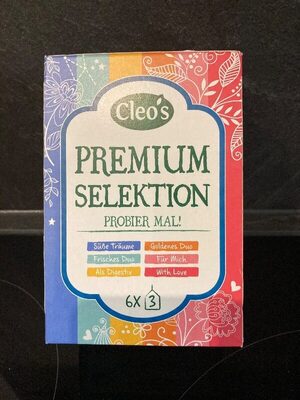 Cleo's
PREMIUM
SELEKTION
PROBIER MAL!
Süße Träume
Goldenes Duo
Frisches Duo
Für Mich
Als Digestiv
With Love
6X 3